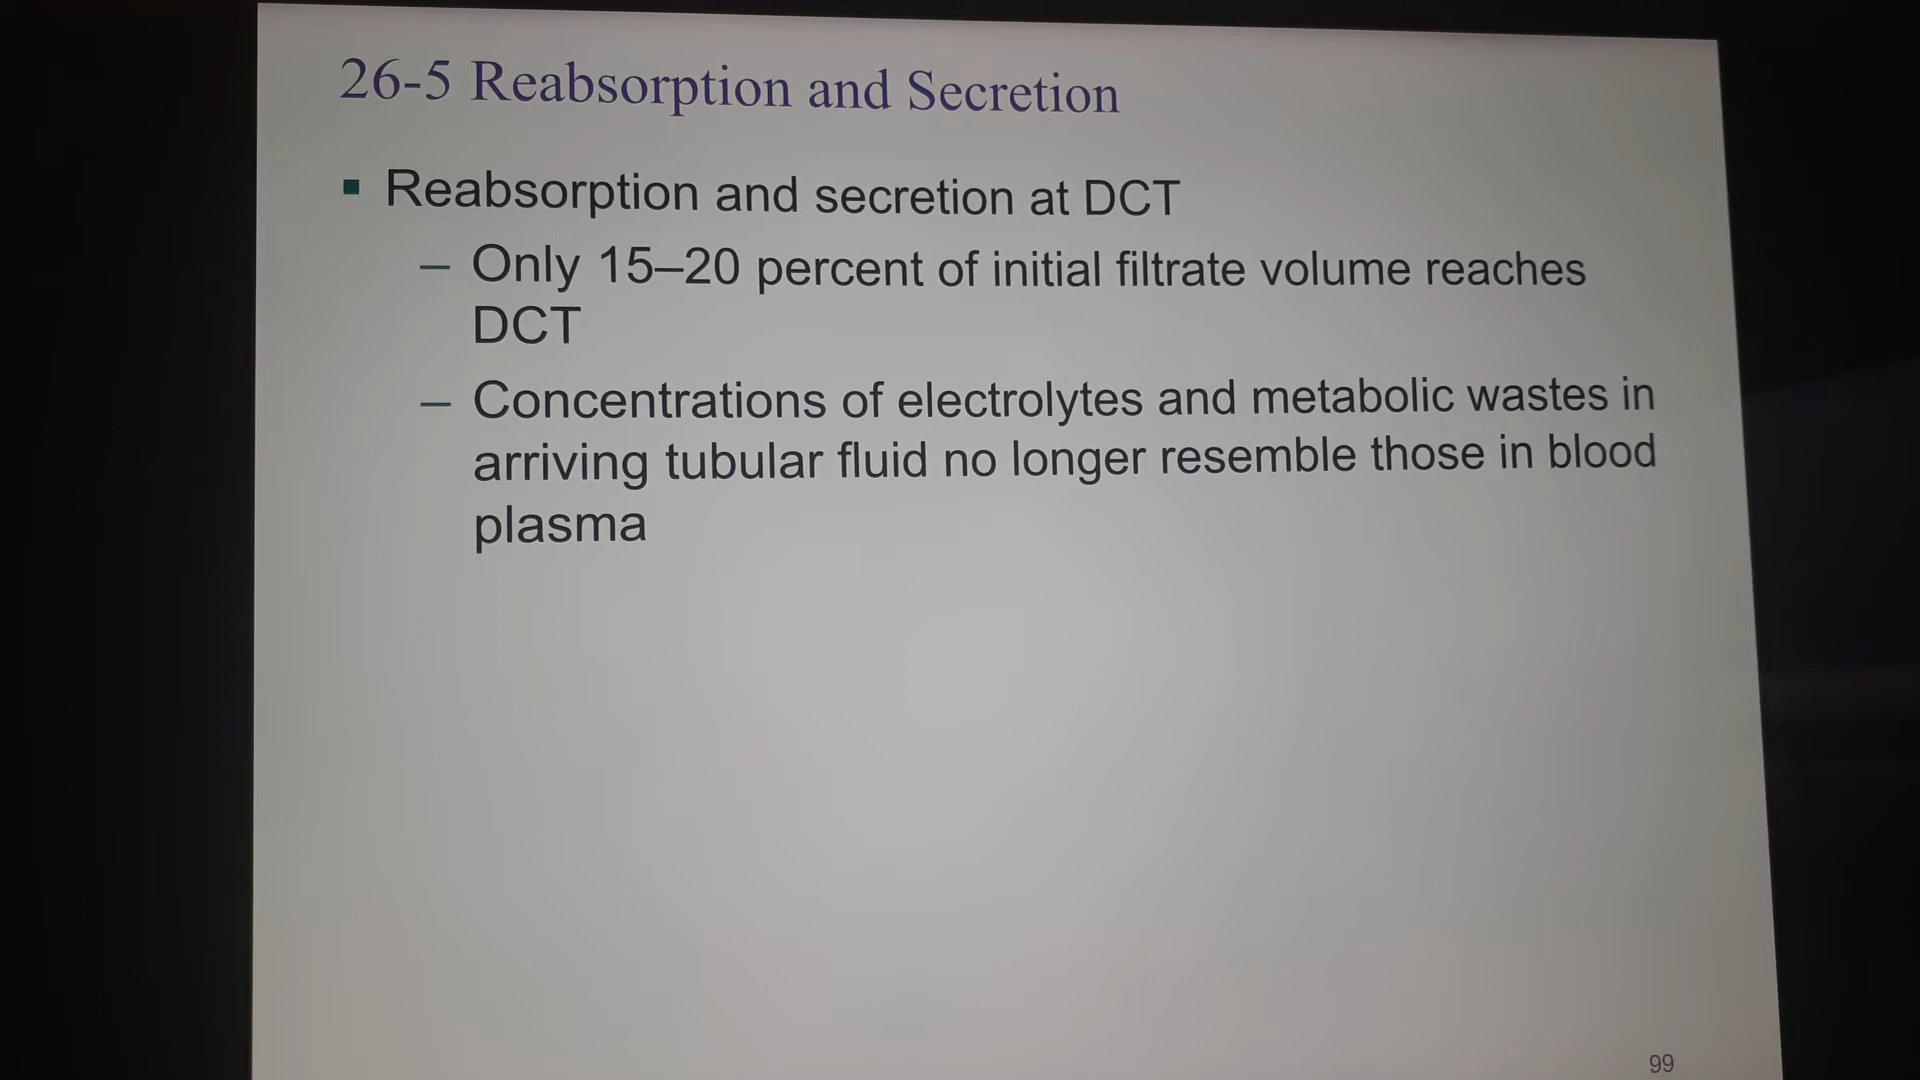 26-5 Reabsorption and Secretion
▪ Reabsorption and secretion at DCT
– Only 15–20 percent of initial filtrate volume reaches
DCT
– Concentrations of electrolytes and metabolic wastes in
arriving tubular fluid no longer resemble those in blood
plasma
99